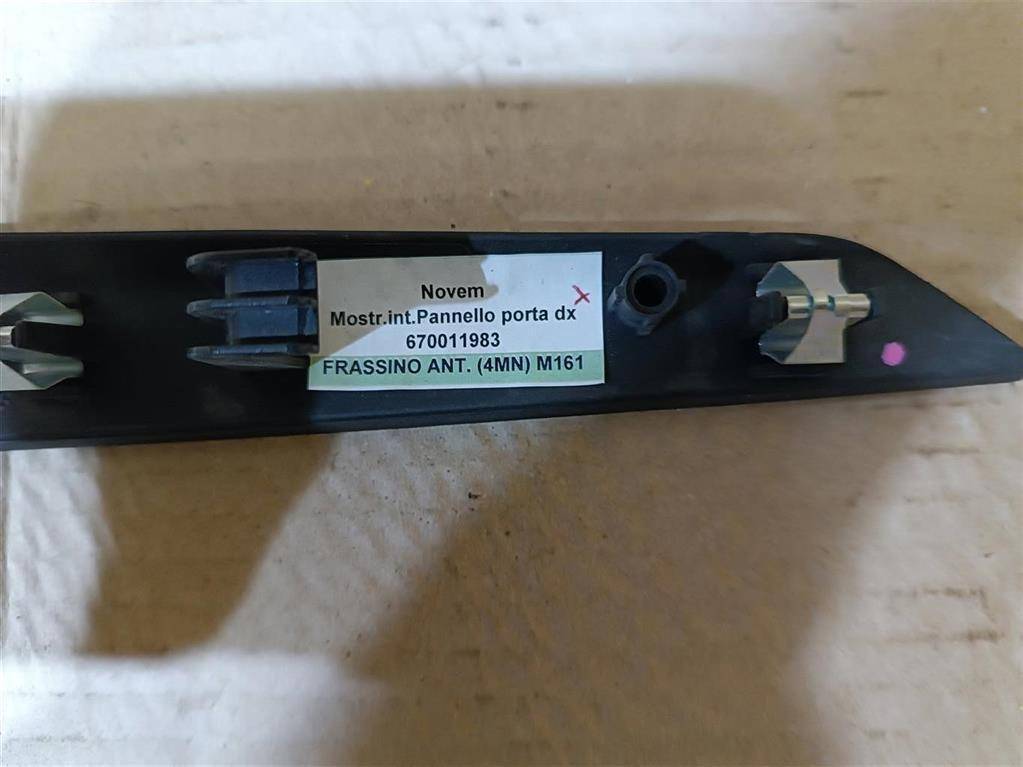 Novem
Mostr.int.Pannello porta dx
670011983
FRASSINO ANT. (4MN) M161